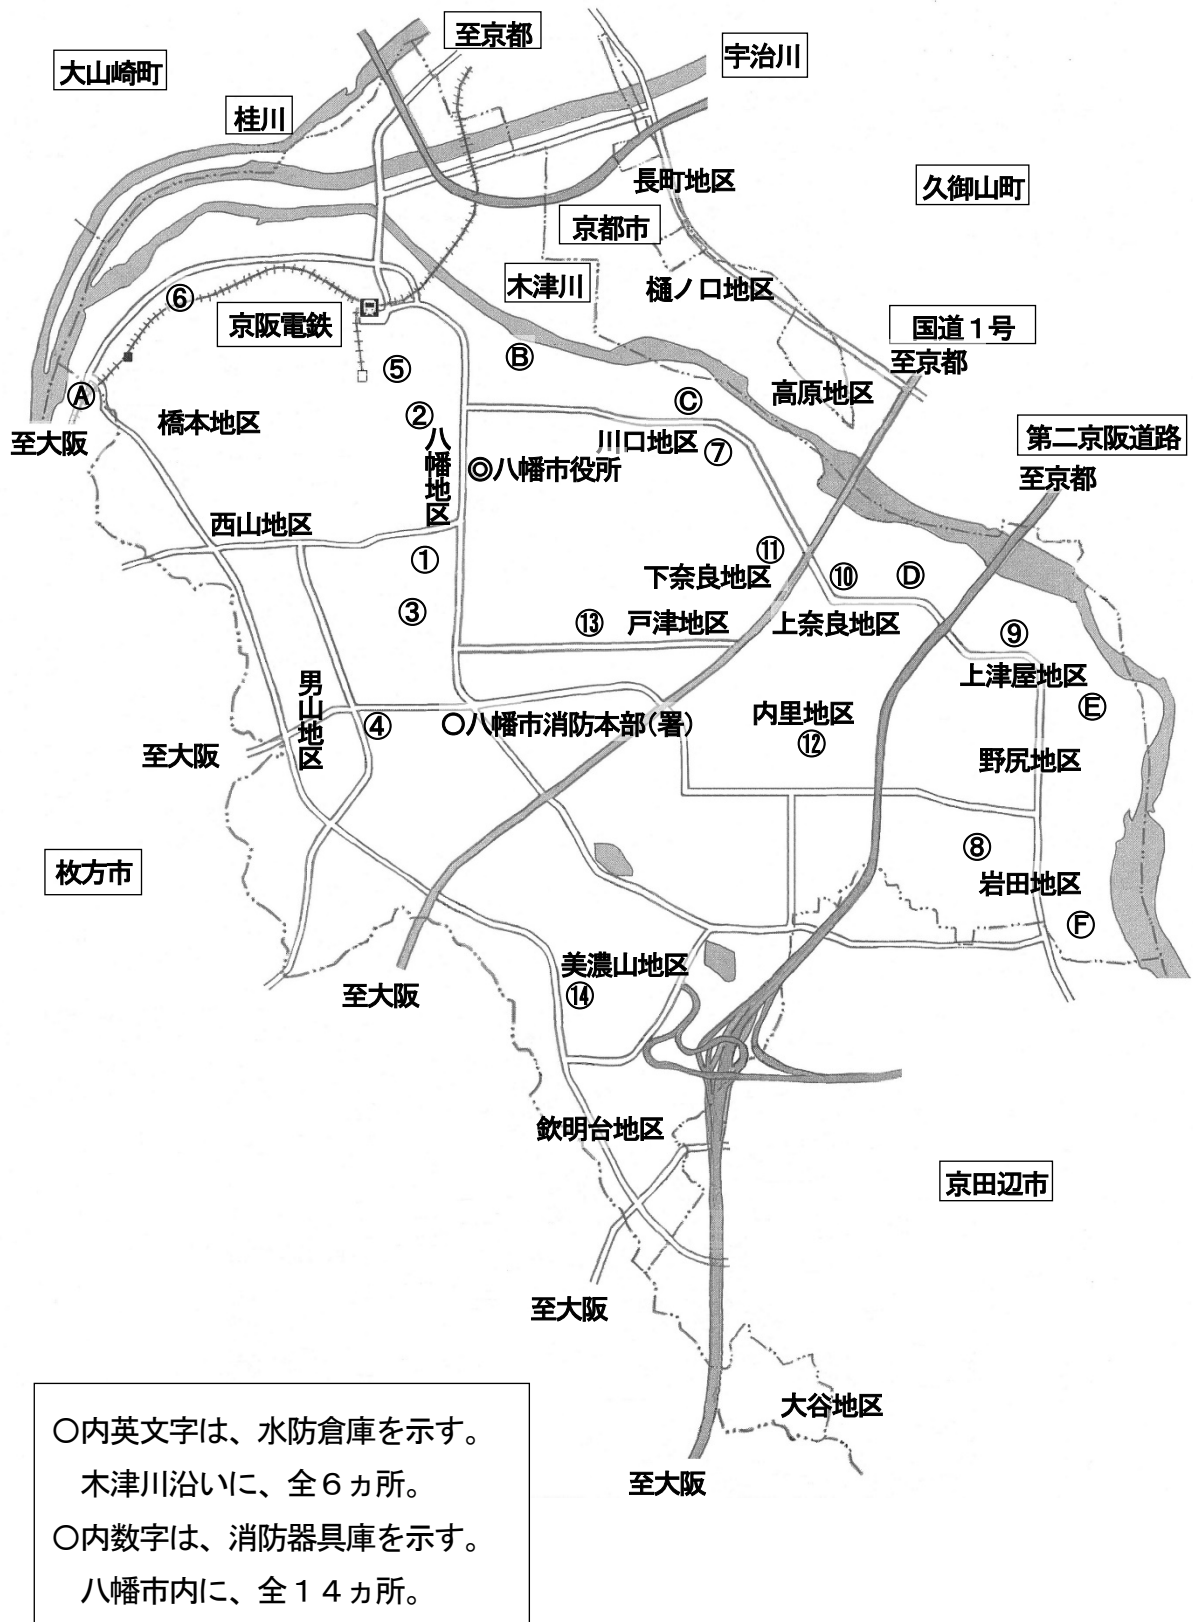 至京都
宇治川
大山崎町
桂川
長町地区
久御山町
京都市
木津川
樋ノ口地区
⑥
京阪電鉄
国道１号
至京都
Ⓑ
⑤
高原地区
Ⓐ
橋本地区
②
Ⓒ
至大阪
八幡地区
川口地区
⑦
第二京阪道路
◎八幡市役所
至京都
西山地区
①
⑪
下奈良地区
⑩
Ⓓ
③
⑬
戸津地区
上奈良地区
⑨
上津屋地区
男山地区
④
〇八幡市消防本部（署）
内里地区
⑫
Ⓔ
至大阪
野尻地区
⑧
枚方市
岩田地区
Ⓕ
美濃山地区
⑭
至大阪
欽明台地区
京田辺市
至大阪
大谷地区
至大阪
〇内英文字は、水防倉庫を示す。
木津川沿いに、全６ヵ所。
〇内数字は、消防器具庫を示す。
八幡市内に、全１４ヵ所。